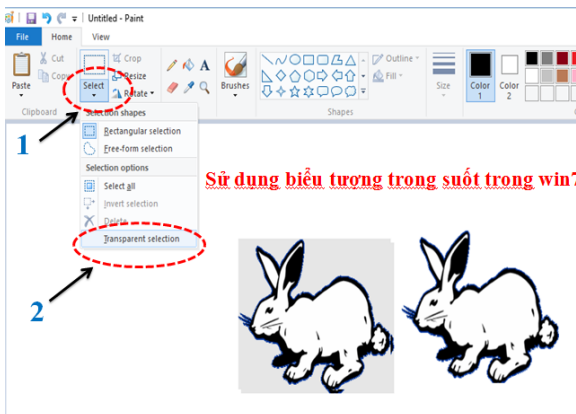 Untitled - Paint
File Home View
Paste
Cut
Copy
Clipboard
Select
Crop
Resize
Rotate
Brushes
Outline
Fill
Shapes
Size
Color 1
Color 2
Selection shapes
Rectangular selection
Free-form selection
Selection options
Select all
Invert selection
Delete
Transparent selection
1
2
A
Sử dụng biểu tượng trong suốt trong win7